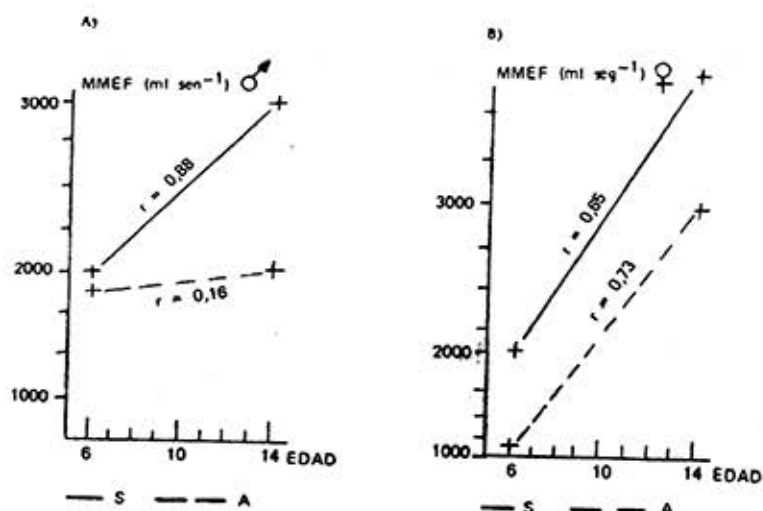 A)
MMEF (ml sen⁻¹) ♂
3000
2000
1000
r = 0,88
r = 0,16
6 10 14 EDAD
S A
B)
MMEF (ml seg⁻¹) ♀
3000
2000
1000
r = 0,65
r = 0,73
6 10 14 EDAD
S A